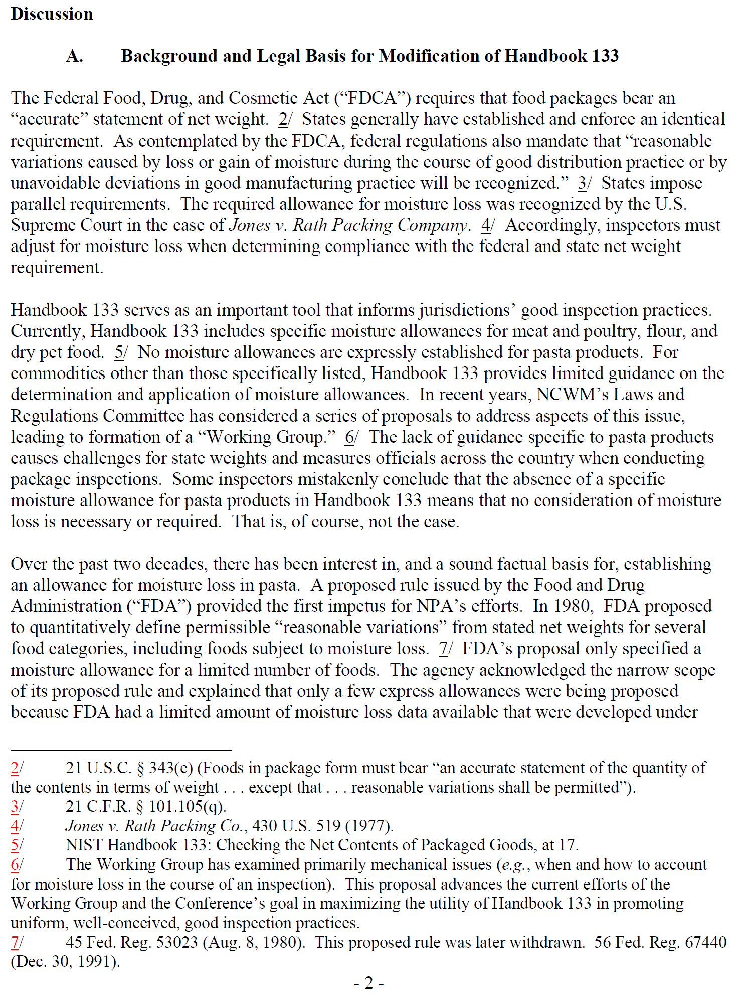 Discussion
A. Background and Legal Basis for Modification of Handbook 133
The Federal Food, Drug, and Cosmetic Act (“FDCA”) requires that food packages bear an
“accurate” statement of net weight. 2/ States generally have established and enforce an identical
requirement. As contemplated by the FDCA, federal regulations also mandate that “reasonable
variations caused by loss or gain of moisture during the course of good distribution practice or by
unavoidable deviations in good manufacturing practice will be recognized.” 3/ States impose
parallel requirements. The required allowance for moisture loss was recognized by the U.S.
Supreme Court in the case of Jones v. Rath Packing Company. 4/ Accordingly, inspectors must
adjust for moisture loss when determining compliance with the federal and state net weight
requirement.
Handbook 133 serves as an important tool that informs jurisdictions’ good inspection practices.
Currently, Handbook 133 includes specific moisture allowances for meat and poultry, flour, and
dry pet food. 5/ No moisture allowances are expressly established for pasta products. For
commodities other than those specifically listed, Handbook 133 provides limited guidance on the
determination and application of moisture allowances. In recent years, NCWM’s Laws and
Regulations Committee has considered a series of proposals to address aspects of this issue,
leading to formation of a “Working Group.” 6/ The lack of guidance specific to pasta products
causes challenges for state weights and measures officials across the country when conducting
package inspections. Some inspectors mistakenly conclude that the absence of a specific
moisture allowance for pasta products in Handbook 133 means that no consideration of moisture
loss is necessary or required. That is, of course, not the case.
Over the past two decades, there has been interest in, and a sound factual basis for, establishing
an allowance for moisture loss in pasta. A proposed rule issued by the Food and Drug
Administration (“FDA”) provided the first impetus for NPA’s efforts. In 1980, FDA proposed
to quantitatively define permissible “reasonable variations” from stated net weights for several
food categories, including foods subject to moisture loss. 7/ FDA’s proposal only specified a
moisture allowance for a limited number of foods. The agency acknowledged the narrow scope
of its proposed rule and explained that only a few express allowances were being proposed
because FDA had a limited amount of moisture loss data available that were developed under
2/ 21 U.S.C. § 343(e) (Foods in package form must bear “an accurate statement of the quantity of
the contents in terms of weight . . . except that . . . reasonable variations shall be permitted”).
3/ 21 C.F.R. § 101.105(q).
4/ Jones v. Rath Packing Co., 430 U.S. 519 (1977).
5/ NIST Handbook 133: Checking the Net Contents of Packaged Goods, at 17.
6/ The Working Group has examined primarily mechanical issues (e.g., when and how to account
for moisture loss in the course of an inspection). This proposal advances the current efforts of the
Working Group and the Conference’s goal in maximizing the utility of Handbook 133 in promoting
uniform, well-conceived, good inspection practices.
7/ 45 Fed. Reg. 53023 (Aug. 8, 1980). This proposed rule was later withdrawn. 56 Fed. Reg. 67440
(Dec. 30, 1991).
- 2 -